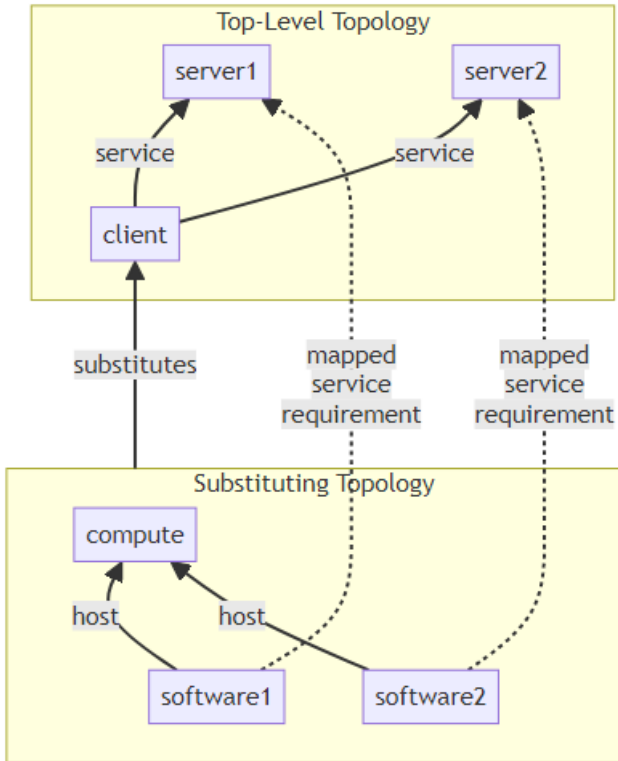 Top-Level Topology
server1
server2
service
service
client
substitutes
mapped
service
requirement
mapped
service
requirement
Substituting Topology
compute
host
host
software1
software2